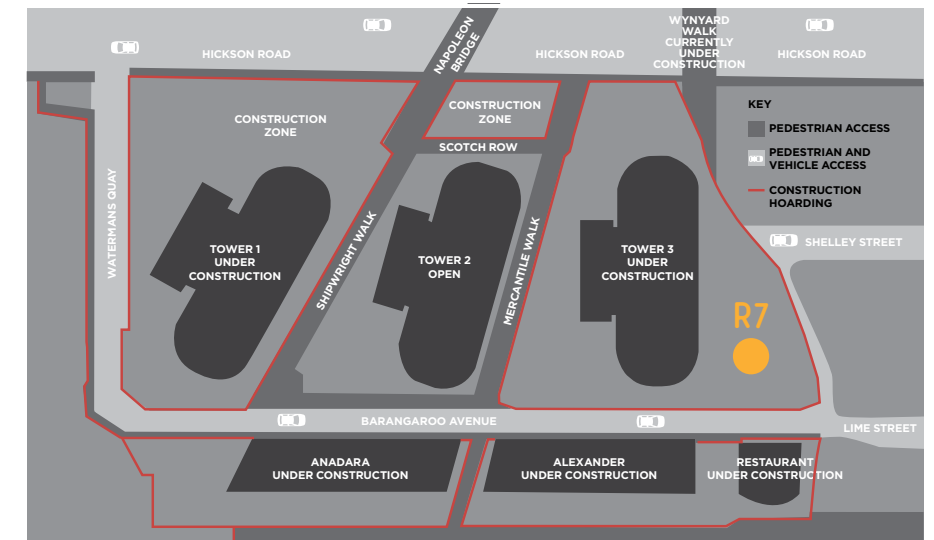 HICKSON ROAD
NAPOLEON
BRIDGE
HICKSON ROAD
WYNYARD
WALK
CURRENTLY
UNDER
CONSTRUCTION
HICKSON ROAD
CONSTRUCTION
ZONE
CONSTRUCTION
ZONE
SCOTCH ROW
KEY
PEDESTRIAN ACCESS
PEDESTRIAN AND
VEHICLE ACCESS
CONSTRUCTION
HOARDING
WATERMANS QUAY
TOWER 1
UNDER
CONSTRUCTION
SHIPWRIGHT WALK
TOWER 2
OPEN
MERCANTILE WALK
TOWER 3
UNDER
CONSTRUCTION
SHELLEY STREET
R7
BARANGAROO AVENUE
LIME STREET
ANADARA
UNDER CONSTRUCTION
ALEXANDER
UNDER CONSTRUCTION
RESTAURANT
UNDER CONSTRUCTION